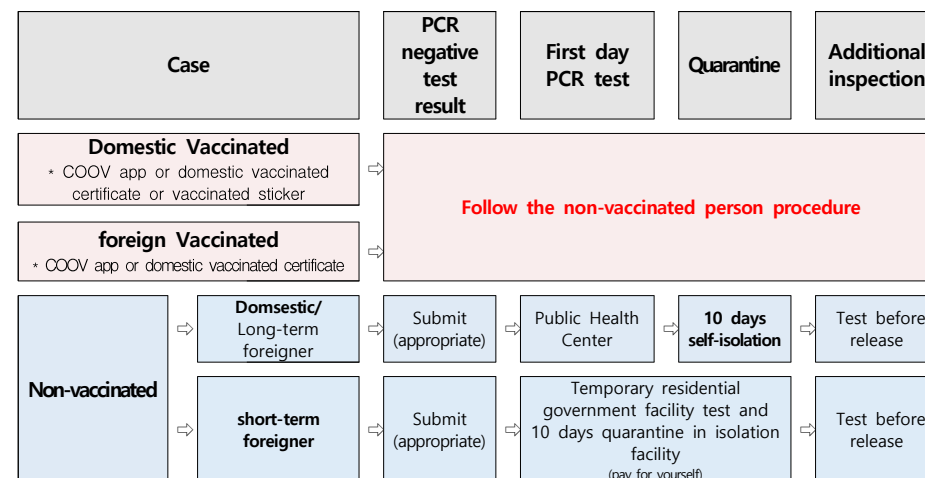 Case
PCR
negative
test
result
First day
PCR test
Quarantine
Additional
inspection
Domestic Vaccinated
* COOV app or domestic vaccinated
certificate or vaccinated sticker
Follow the non-vaccinated person procedure
foreign Vaccinated
* COOV app or domestic vaccinated certificate
Non-vaccinated
Domsestic/
Long-term
foreigner
Submit
(appropriate)
Public Health
Center
10 days
self-isolation
Test before
release
short-term
foreigner
Submit
(appropriate)
Temporary residential
government facility test and
10 days quarantine in isolation
facility
(pay for yourself)
Test before
release